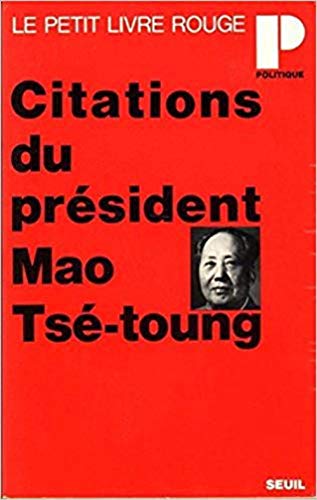 LE PETIT LIVRE ROUGE
P
POLITIQUE
Citations
du
président
Mao
Tsé-toung
SEUIL